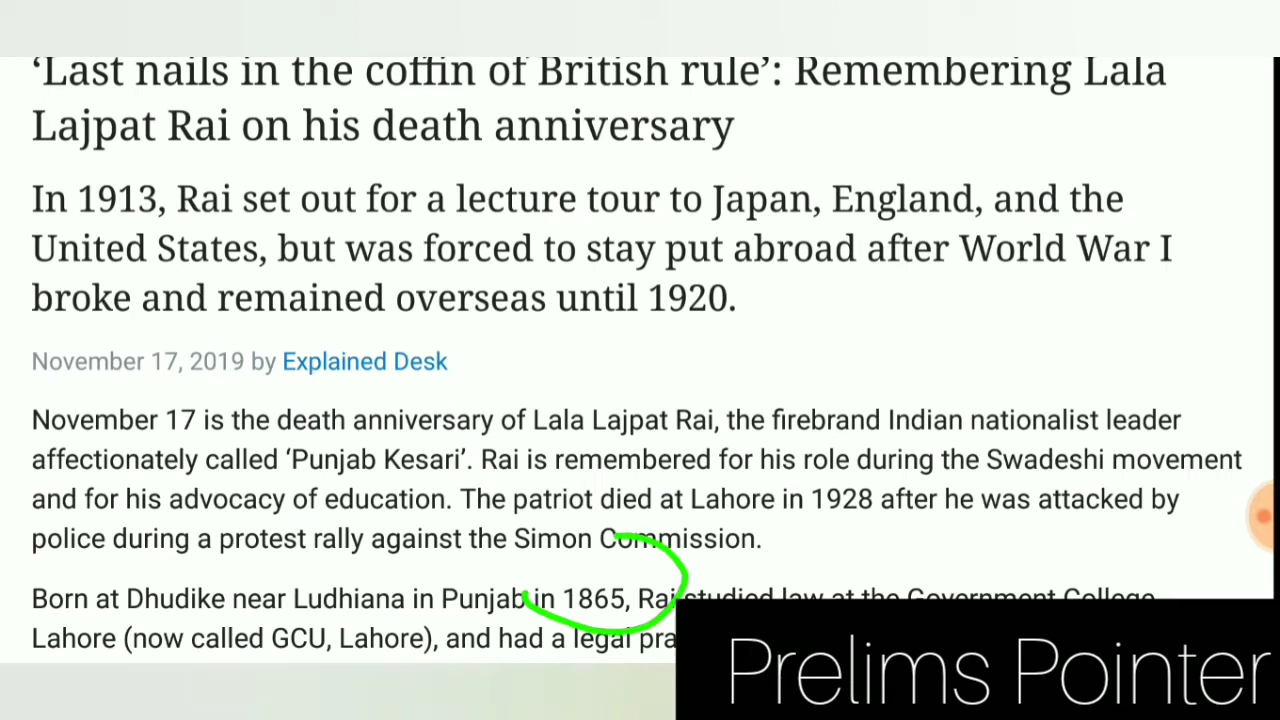 ‘Last nails in the coffin of British rule’: Remembering Lala
Lajpat Rai on his death anniversary
In 1913, Rai set out for a lecture tour to Japan, England, and the
United States, but was forced to stay put abroad after World War I
broke and remained overseas until 1920.
November 17, 2019 by Explained Desk
November 17 is the death anniversary of Lala Lajpat Rai, the firebrand Indian nationalist leader
affectionately called ‘Punjab Kesari’. Rai is remembered for his role during the Swadeshi movement
and for his advocacy of education. The patriot died at Lahore in 1928 after he was attacked by
police during a protest rally against the Simon Commission.
Born at Dhudike near Ludhiana in Punjab in 1865, Rai studied law at the Government College
Lahore (now called GCU, Lahore), and had a legal
Prelims Pointer